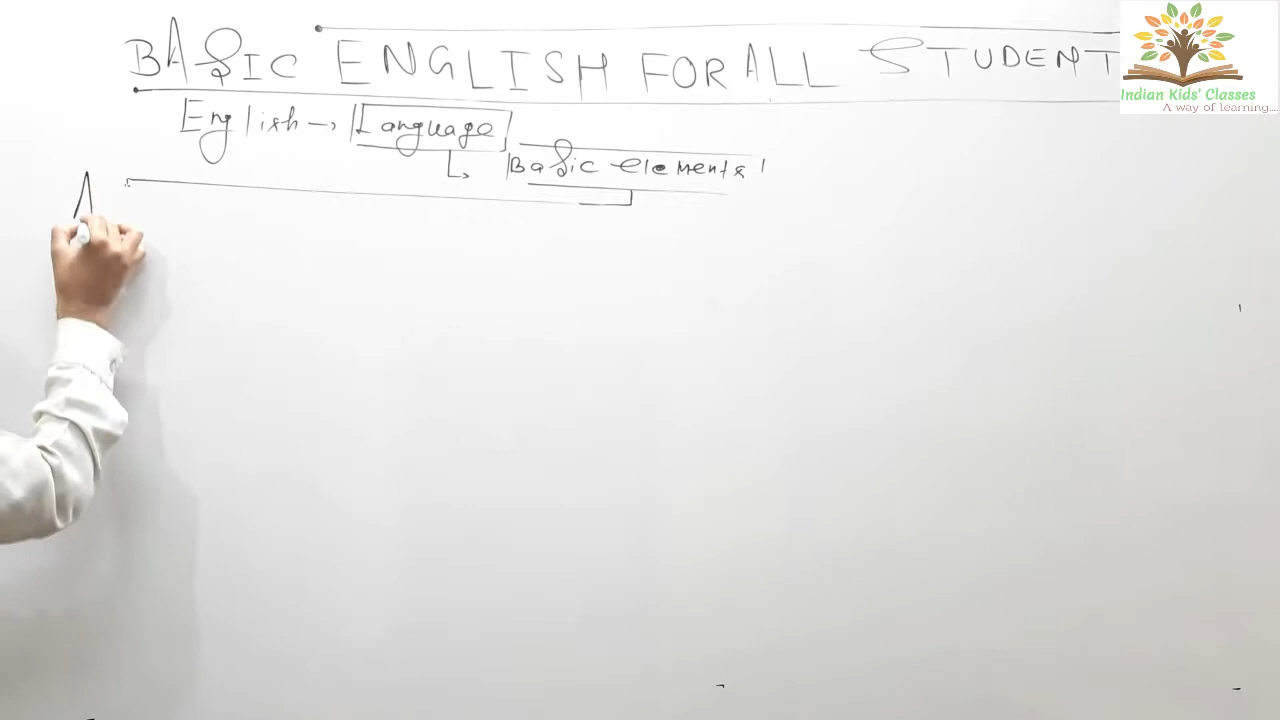 BASIC ENGLISH FOR ALL STUDENT
English → Language
Basic elements
A
Indian Kids' Classes
A way of learning....